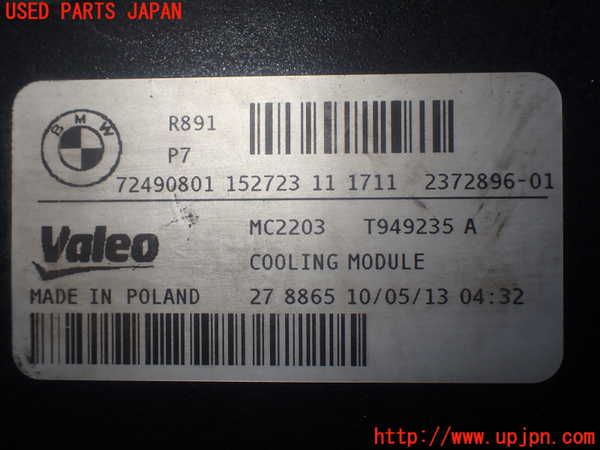 USED PARTS JAPAN
BMW
R891
P7
72490801 152723 11 1711 2372896-01
Valeo
MC2203 T949235 A
COOLING MODULE
MADE IN POLAND 27 8865 10/05/13 04:32
http://www.upjpn.com/